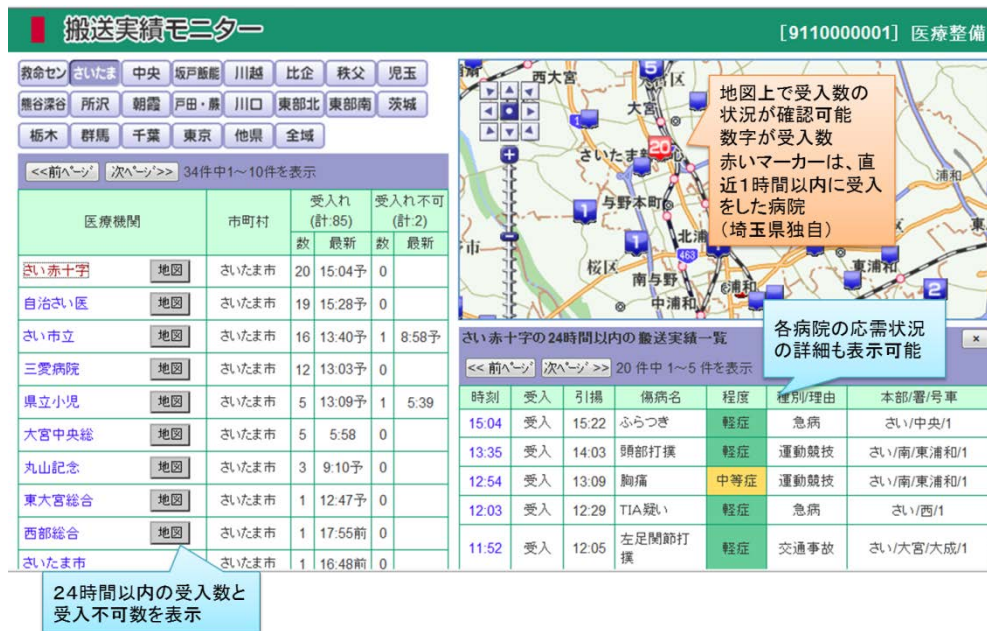 搬送実績モニター
[9110000001] 医療整備
救命セン さいたま 中央 坂戸飯能 川越 比企 秩父 児玉
熊谷深谷 所沢 朝霞 戸田・蕨 川口 東部北 東部南 茨城
栃木 群馬 千葉 東京 他県 全域
<<前ページ 次ページ>> 34件中1～10件を表示
医療機関 市町村 受入れ (計:85) 受入れ不可 (計:2)
数 最新 数 最新
さい赤十字 地図 さいたま市 20 15:04予 0
自治さい医 地図 さいたま市 19 15:28予 0
さい市立 地図 さいたま市 16 13:40予 1 8:58予
三愛病院 地図 さいたま市 12 13:03予 0
県立小児 地図 さいたま市 5 13:09予 1 5:39
大宮中央総 地図 さいたま市 5 5:58 0
丸山記念 地図 さいたま市 3 9:10予 0
東大宮総合 地図 さいたま市 1 12:47予 0
西部総合 地図 さいたま市 1 17:55前 0
さいたま市 さいたま市 1 16:48前 0
24時間以内の受入数と
受入不可数を表示
西大宮
5
区
大宮
1
20
さいたま新
心
与野本町
1
1
北浦
463
桜区
南与野
浦和
中浦和
東浦和
2
浦和
東
市
地図上で受入数の
状況が確認可能
数字が受入数
赤いマーカーは、直
近1時間以内に受入
をした病院
（埼玉県独自）
各病院の応需状況
の詳細も表示可能
さい赤十字の24時間以内の搬送実績一覧 ×
<< 前ページ 次ページ >> 20 件中 1～5 件を表示
時刻 受入 引揚 傷病名 程度 種別/理由 本部/署/号車
15:04 受入 15:22 ふらつき 軽症 急病 さい/中央/1
13:35 受入 14:03 頭部打撲 軽症 運動競技 さい/南/東浦和/1
12:54 受入 13:09 胸痛 中等症 運動競技 さい/南/東浦和/1
12:03 受入 12:29 TIA疑い 軽症 急病 さい/西/1
11:52 受入 12:05 左足関節打撲 軽症 交通事故 さい/大宮/大成/1